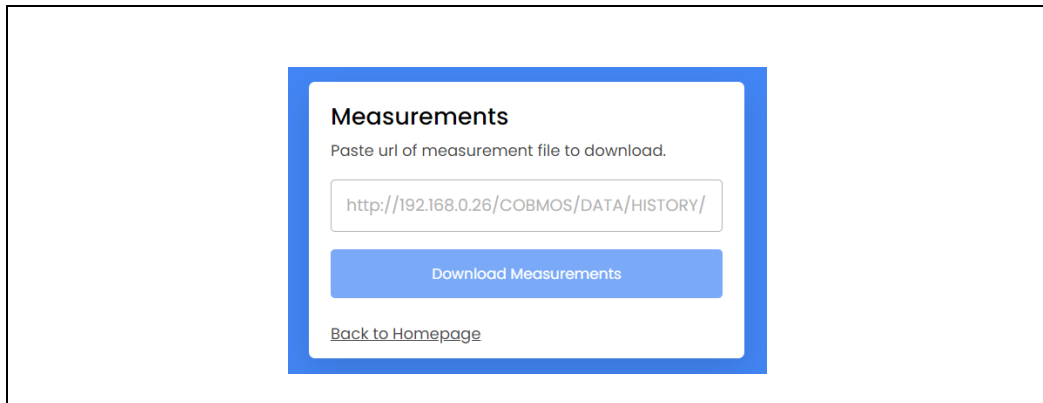 Measurements
Paste url of measurement file to download.
http://192.168.0.26/COBMOS/DATA/HISTORY/
Download Measurements
Back to Homepage